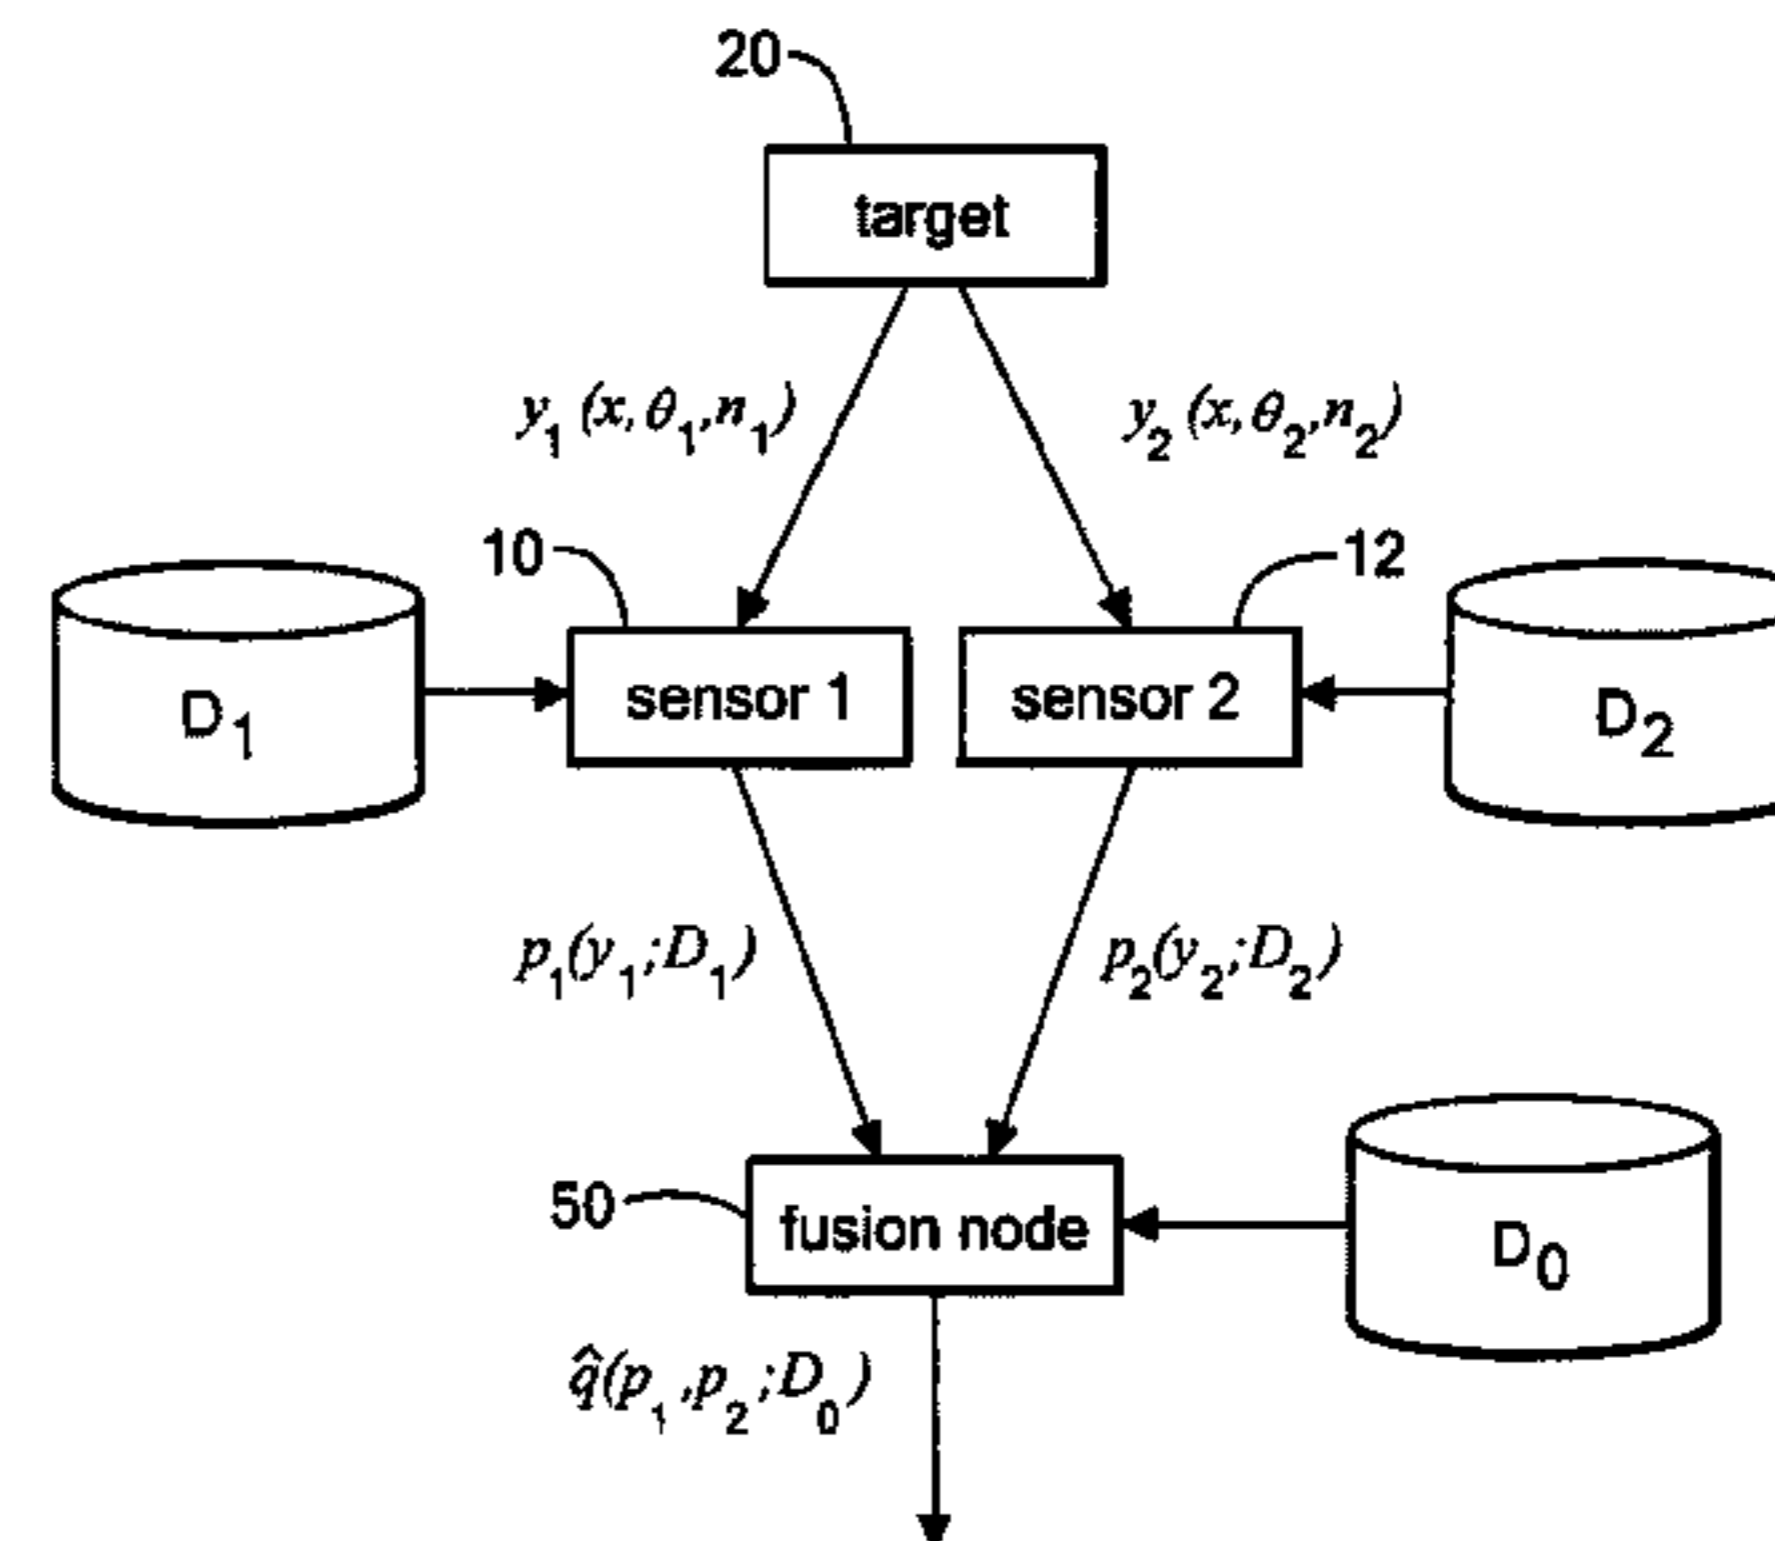 20
target
y₁(x,θ₁,n₁)
y₂(x,θ₂,n₂)
10
12
D₁
sensor 1
sensor 2
D₂
p₁(y₁;D₁)
p₂(y₂;D₂)
50
fusion node
D₀
q̂(p₁,p₂;D₀)